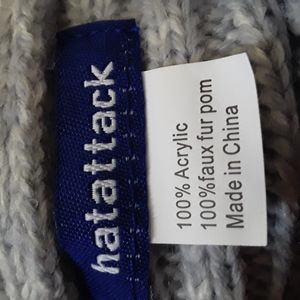 hatattack
100% Acrylic
100%faux fur pom
Made in China